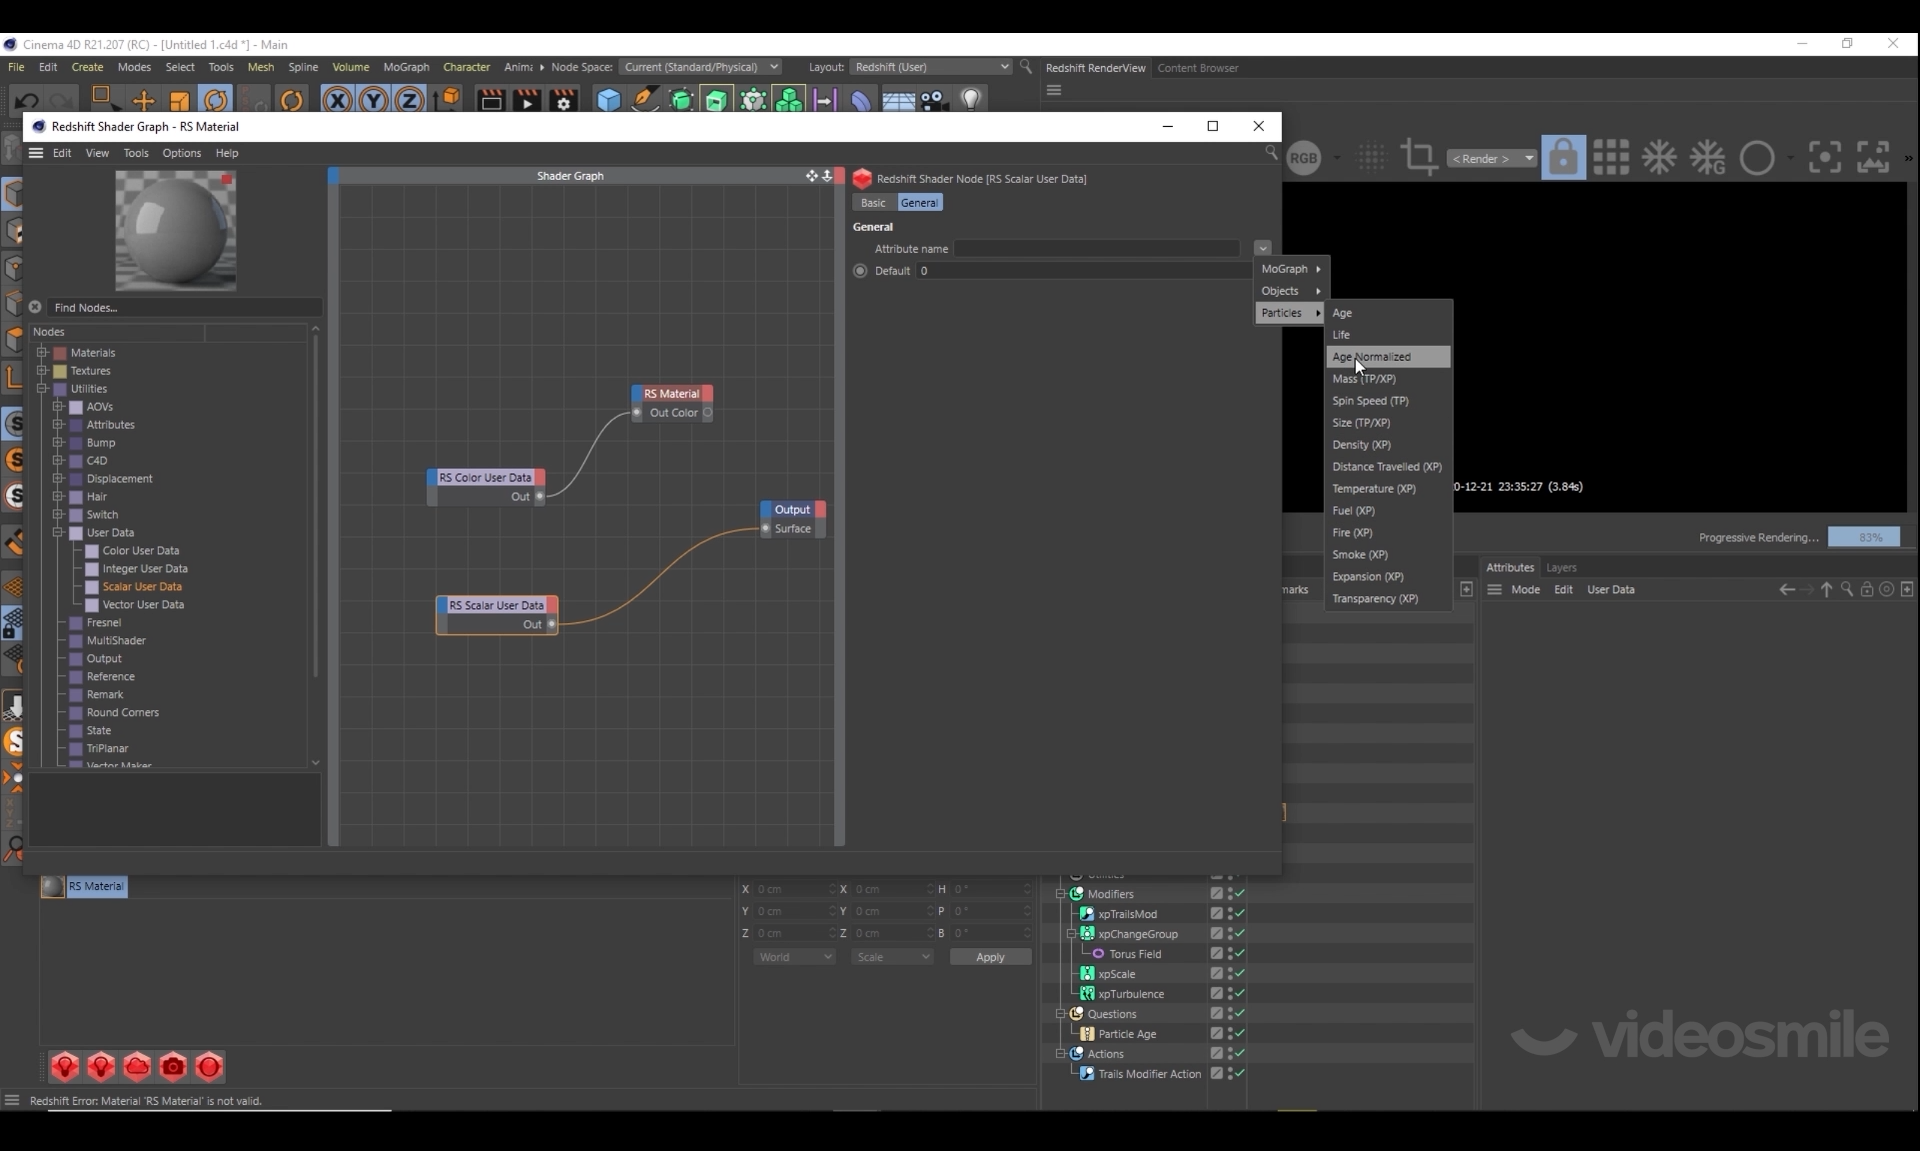 Cinema 4D R21.207 (RC) - [Untitled 1.c4d *] - Main
File Edit Create Modes Select Tools Mesh Spline Volume MoGraph Character Anim Node Space: Current (Standard/Physical) Layout: Redshift (User)
Redshift RenderView Content Browser
Redshift Shader Graph - RS Material
Edit View Tools Options Help
RGB < Render >
Shader Graph
Redshift Shader Node [RS Scalar User Data]
Basic General
General
Attribute name
Default 0
MoGraph
Objects
Particles
Age
Life
Age Normalized
Mass (TP/XP)
Spin Speed (TP)
Size (TP/XP)
Density (XP)
Distance Travelled (XP)
Temperature (XP)
Fuel (XP)
Fire (XP)
Smoke (XP)
Expansion (XP)
Transparency (XP)
0-12-21 23:35:27 (3.84s)
Progressive Rendering... 83%
Find Nodes...
Nodes
Materials
Textures
Utilities
AOVs
Attributes
Bump
C4D
Displacement
Hair
Switch
User Data
Color User Data
Integer User Data
Scalar User Data
Vector User Data
Fresnel
MultiShader
Output
Reference
Remark
Round Corners
State
TriPlanar
Vector Maker
RS Material
Out Color
RS Color User Data
Out
Output
Surface
RS Scalar User Data
Out
marks
Attributes Layers
Mode Edit User Data
RS Material
X 0 cm X 0 cm H 0 °
Y 0 cm Y 0 cm P 0 °
Z 0 cm Z 0 cm B 0 °
World Scale Apply
Utilities
Modifiers
xpTrailsMod
xpChangeGroup
Torus Field
xpScale
xpTurbulence
Questions
Particle Age
Actions
Trails Modifier Action
videosmile
Redshift Error: Material 'RS Material' is not valid.